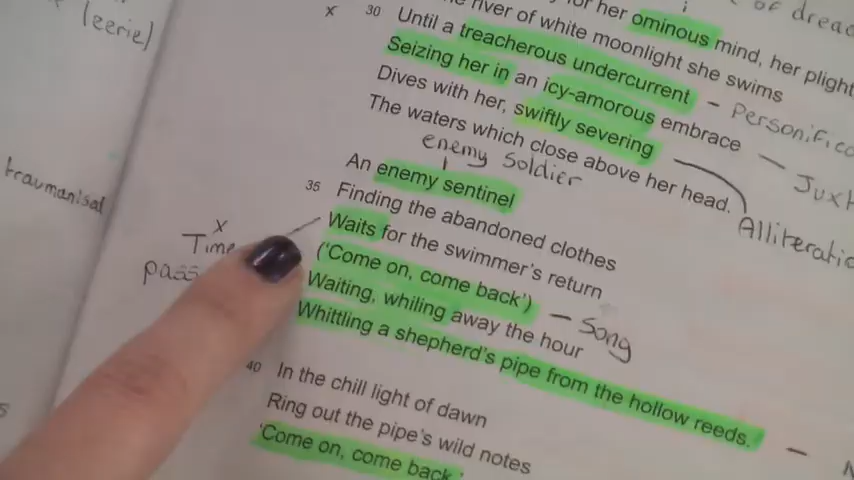 for her ominous mind, her plight
river of white moonlight she swims
x 30 Until a treacherous undercurrent
Seizing her in an icy-amorous embrace
Dives with her, swiftly severing
The waters which close above her head.
(eerie)
of dread
Personifica
Juxt
Alliteratio
traumanisal
enemy soldier
An enemy sentinel
35 Finding the abandoned clothes
Waits for the swimmer's return
('Come on, come back')
Waiting, whiling away the hour
Whittling a shepherd's pipe from the hollow reeds.
x
Time
pass
Song
40 In the chill light of dawn
Ring out the pipe's wild notes
'Come on, come back'